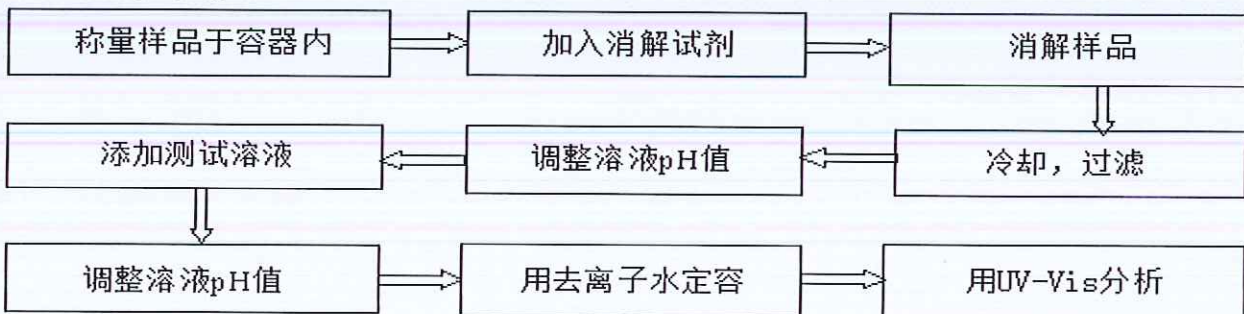 称量样品于容器内
加入消解试剂
消解样品
冷却，过滤
调整溶液pH值
添加测试溶液
调整溶液pH值
用去离子水定容
用UV-Vis分析